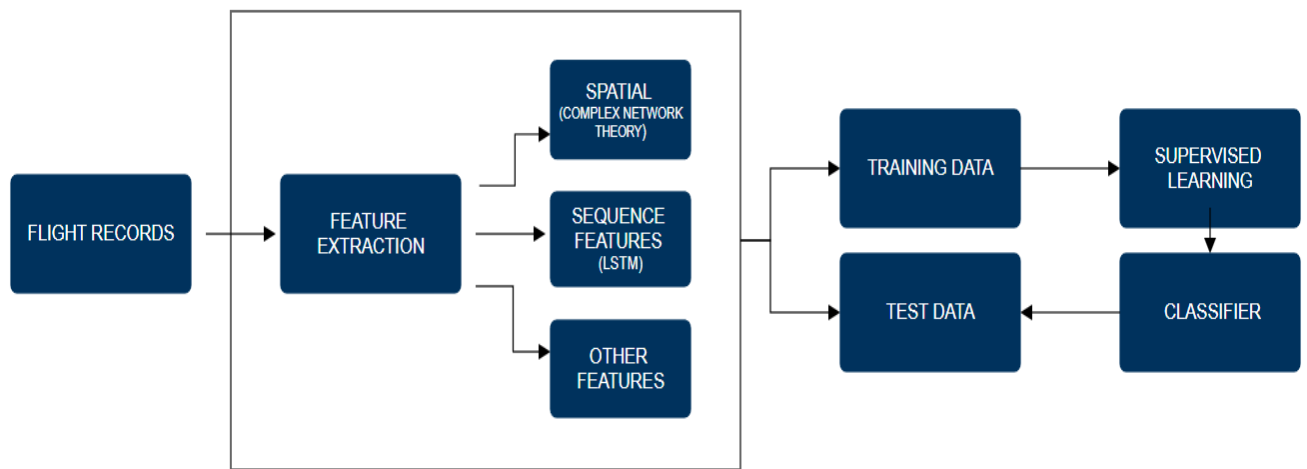 FLIGHT RECORDS
FEATURE
EXTRACTION
SPATIAL
(COMPLEX NETWORK
THEORY)
SEQUENCE
FEATURES
(LSTM)
OTHER
FEATURES
TRAINING DATA
SUPERVISED
LEARNING
TEST DATA
CLASSIFIER